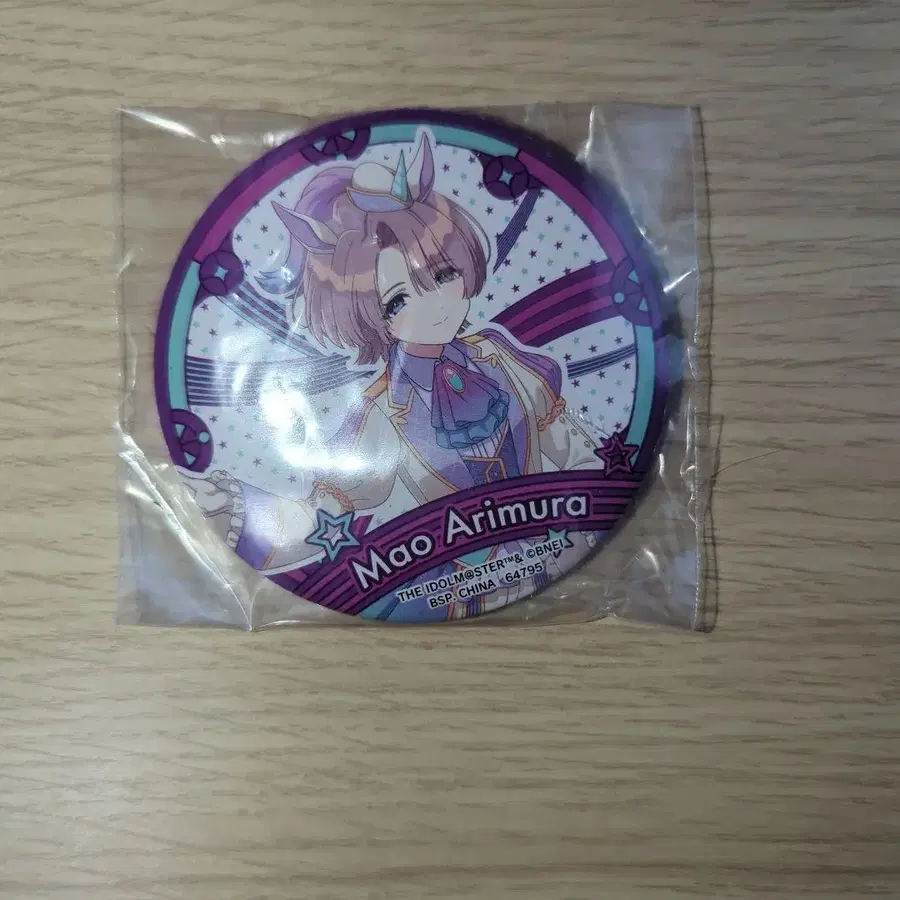 Mao Arimura
THE IDOLM@STER™& ©BNEI
BSP. CHINA 64795